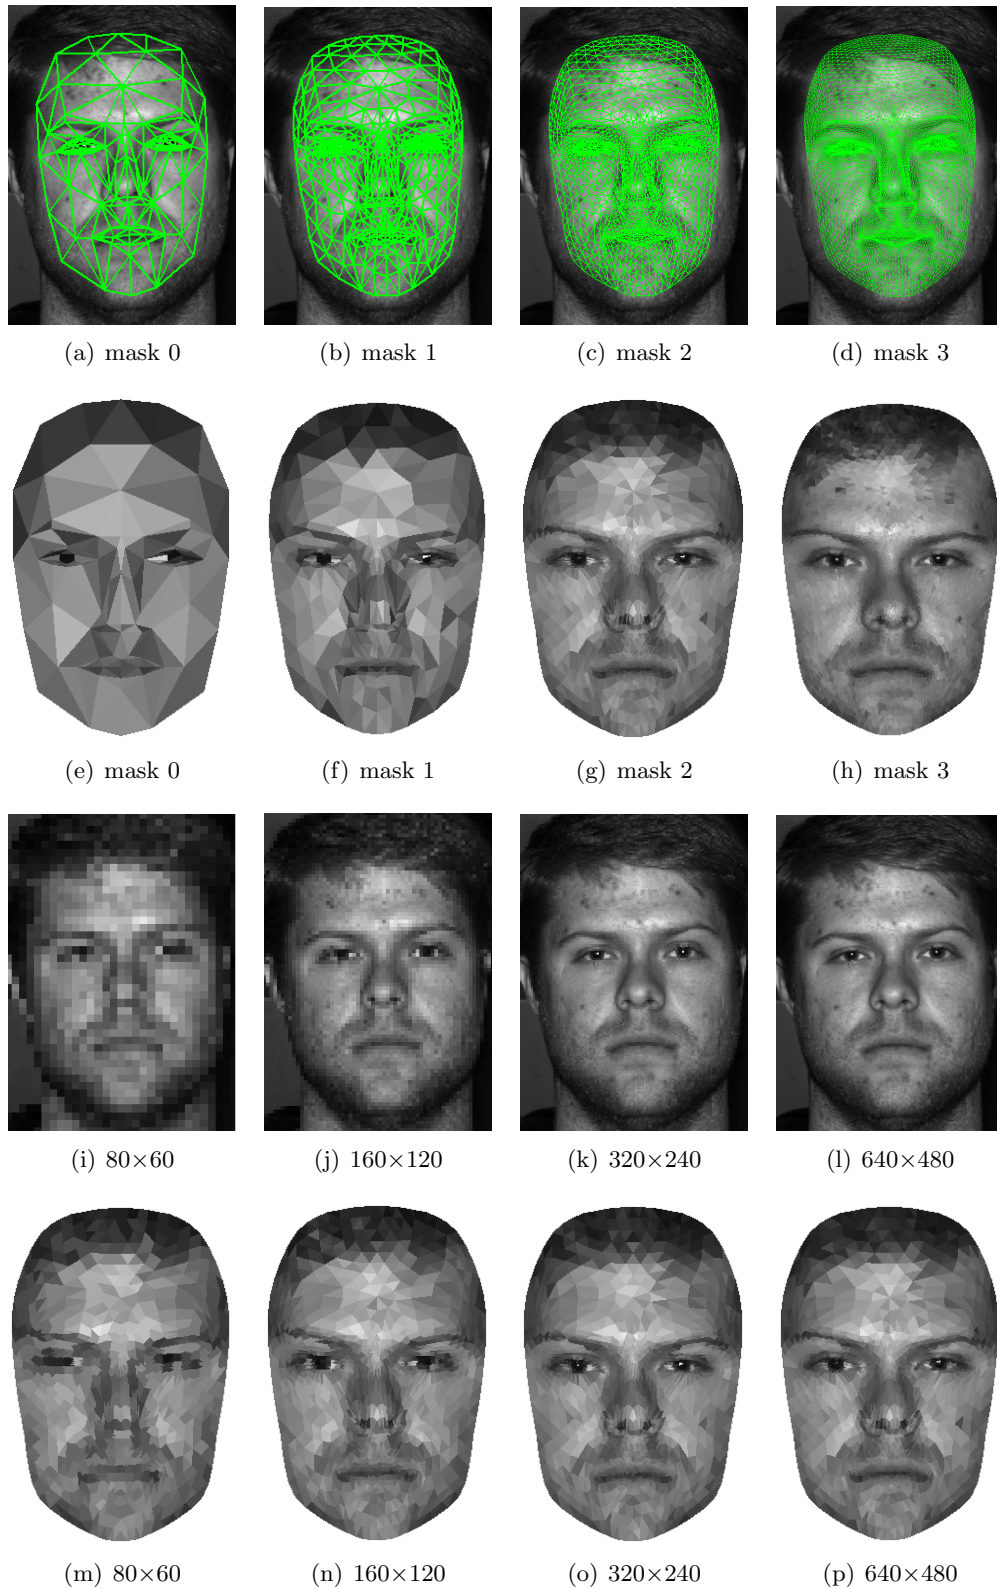 (a) mask 0
(b) mask 1
(c) mask 2
(d) mask 3
(e) mask 0
(f) mask 1
(g) mask 2
(h) mask 3
(i) 80×60
(j) 160×120
(k) 320×240
(l) 640×480
(m) 80×60
(n) 160×120
(o) 320×240
(p) 640×480